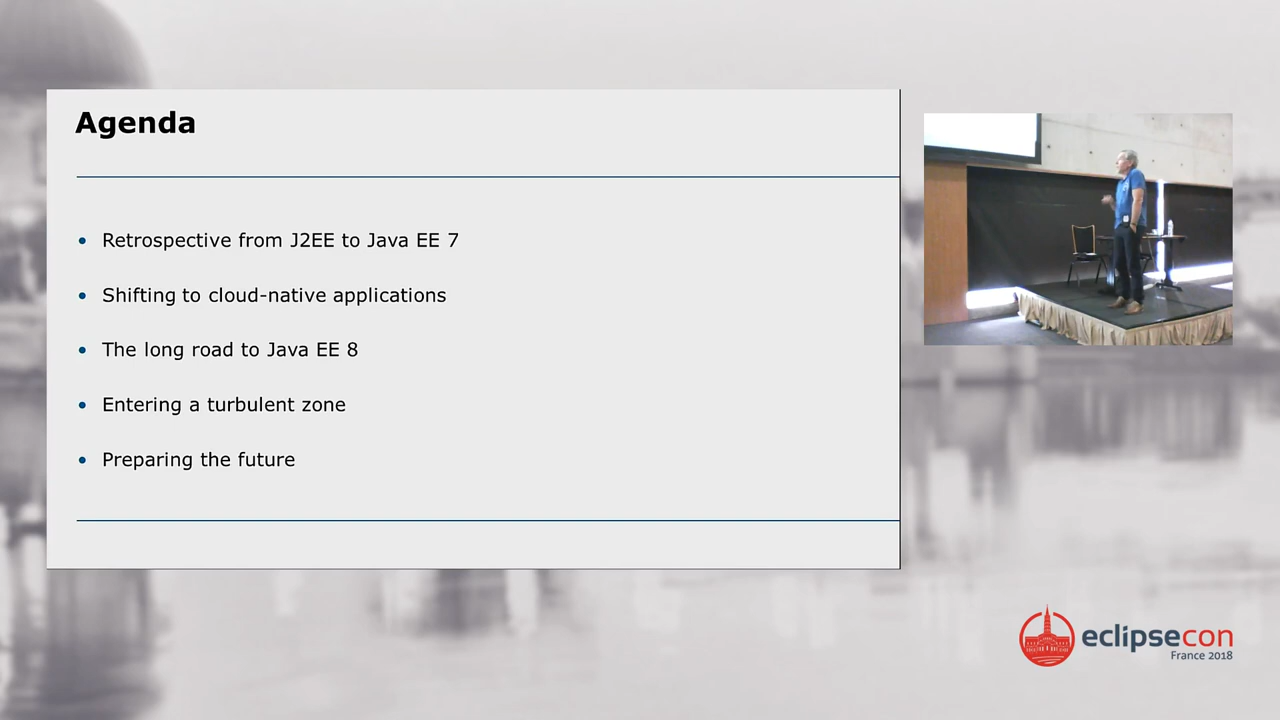 Agenda
Retrospective from J2EE to Java EE 7
Shifting to cloud-native applications
The long road to Java EE 8
Entering a turbulent zone
Preparing the future
eclipsecon
France 2018